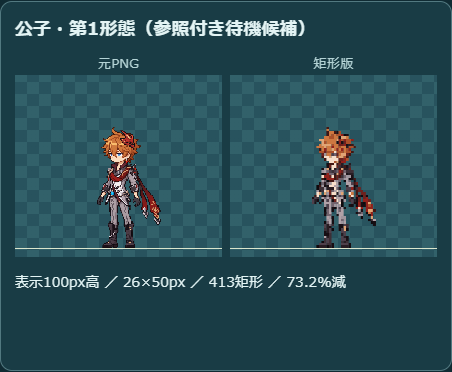 公子・第1形態（参照付き待機候補）
元PNG
矩形版
表示100px高 ／ 26×50px ／ 413矩形 ／ 73.2%減